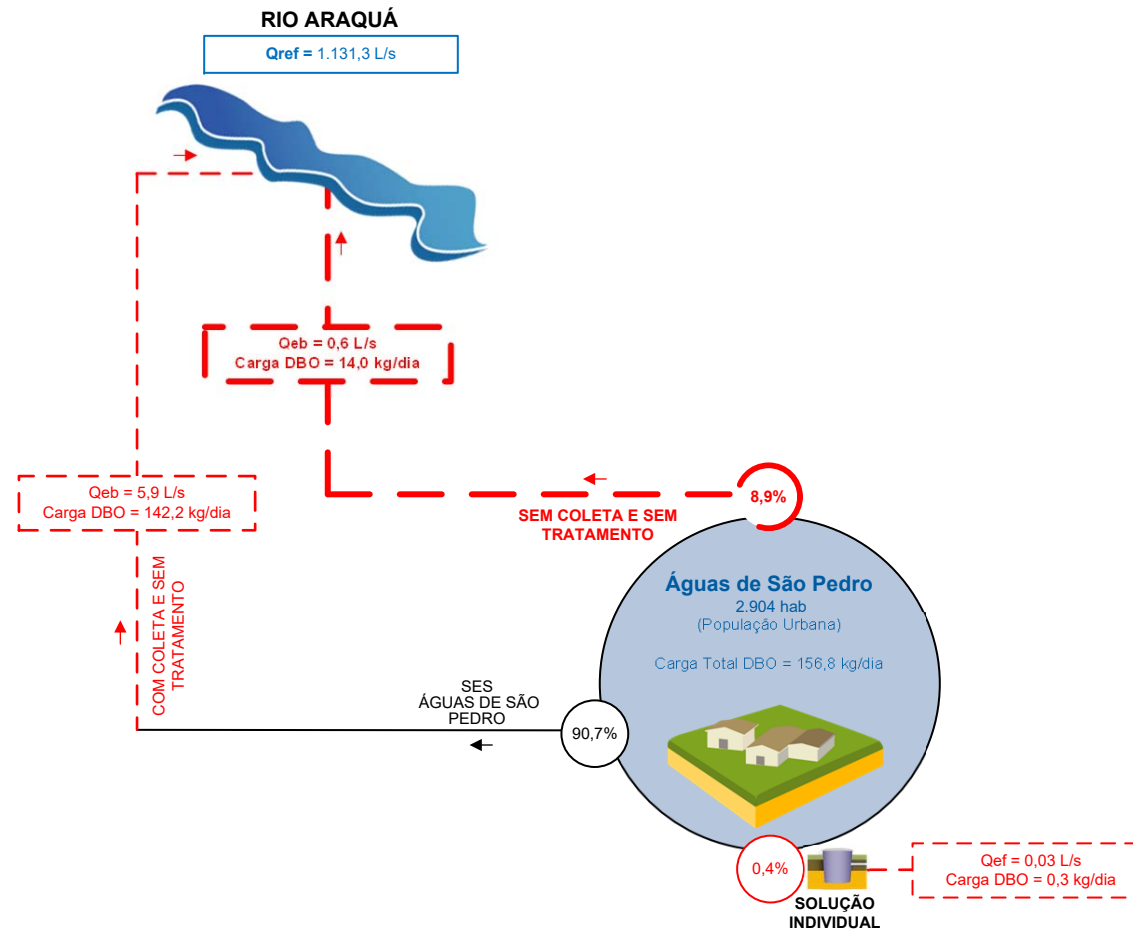 RIO ARAQUÁ
Qref = 1.131,3 L/s
Qeb = 0,6 L/s
Carga DBO = 14,0 kg/dia
Qeb = 5,9 L/s
Carga DBO = 142,2 kg/dia
8,9%
SEM COLETA E SEM
TRATAMENTO
COM COLETA E SEM
TRATAMENTO
Águas de São Pedro
2.904 hab
(População Urbana)
Carga Total DBO = 156,8 kg/dia
SES
ÁGUAS DE SÃO
PEDRO
90,7%
0,4%
SOLUÇÃO
INDIVIDUAL
Qef = 0,03 L/s
Carga DBO = 0,3 kg/dia